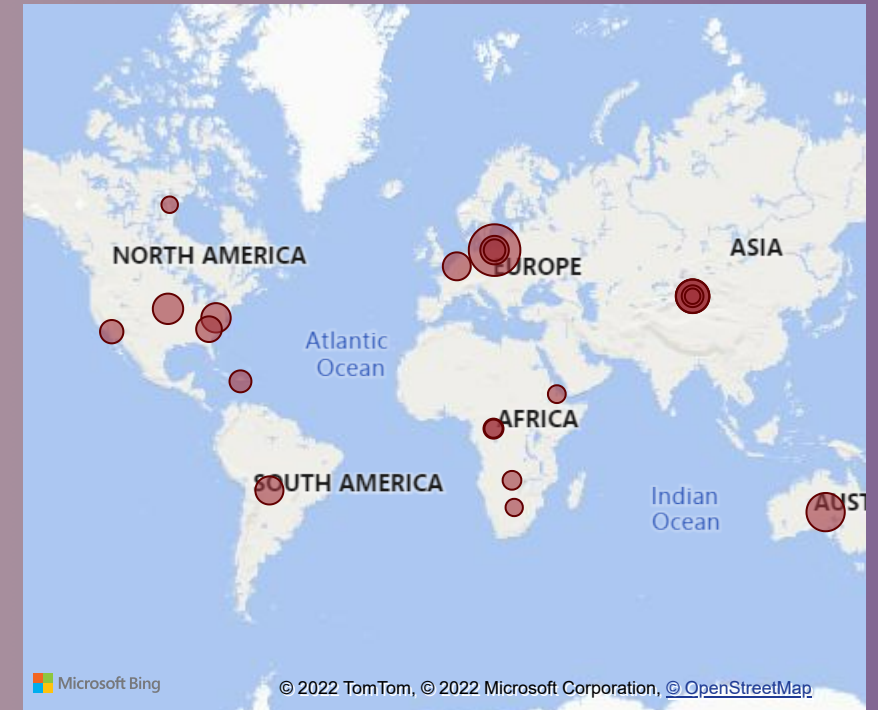 NORTH AMERICA
ASIA
EUROPE
Atlantic
Ocean
AFRICA
SOUTH AMERICA
Indian
Ocean
AUST
Microsoft Bing
© 2022 TomTom, © 2022 Microsoft Corporation, © OpenStreetMap